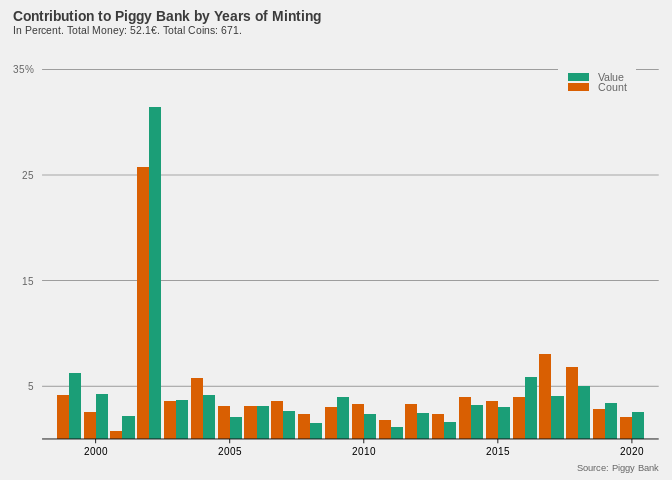 Contribution to Piggy Bank by Years of Minting
In Percent. Total Money: 52.1€. Total Coins: 671.
35%
Value
Count
25
15
5
2000 2005 2010 2015 2020
Source: Piggy Bank